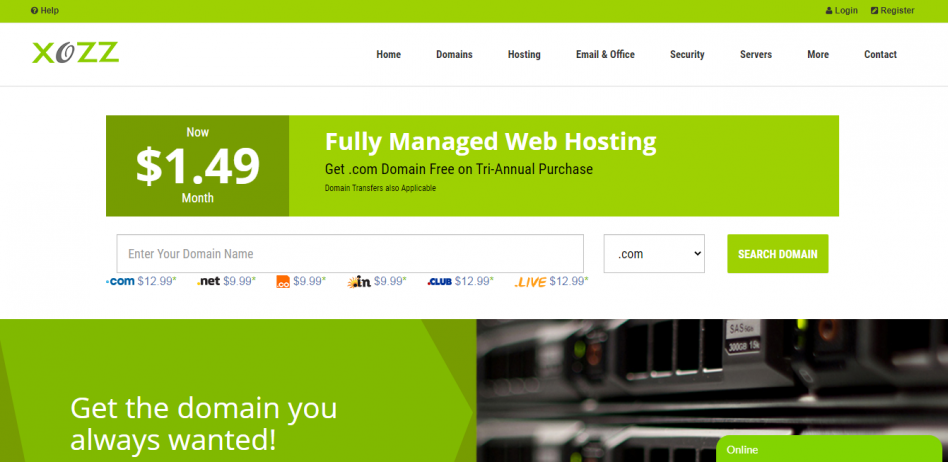 Help
Login
Register
XOZZ
Home
Domains
Hosting
Email & Office
Security
Servers
More
Contact
Now
$1.49
Month
Fully Managed Web Hosting
Get .com Domain Free on Tri-Annual Purchase
Domain Transfers also Applicable
Enter Your Domain Name
.com
SEARCH DOMAIN
.com $12.99*
.net $9.99*
.co $9.99*
.in $9.99*
.CLUB $12.99*
.LIVE $12.99*
Get the domain you
always wanted!
SAS
300GB 15k
Online